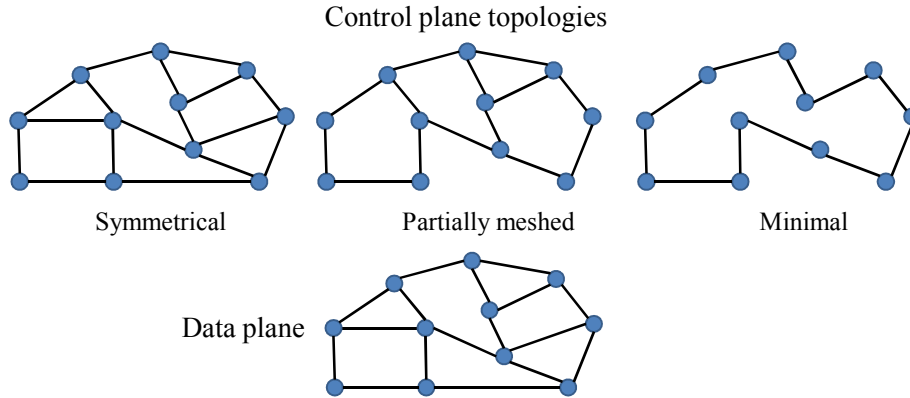 Control plane topologies
Symmetrical
Partially meshed
Minimal
Data plane